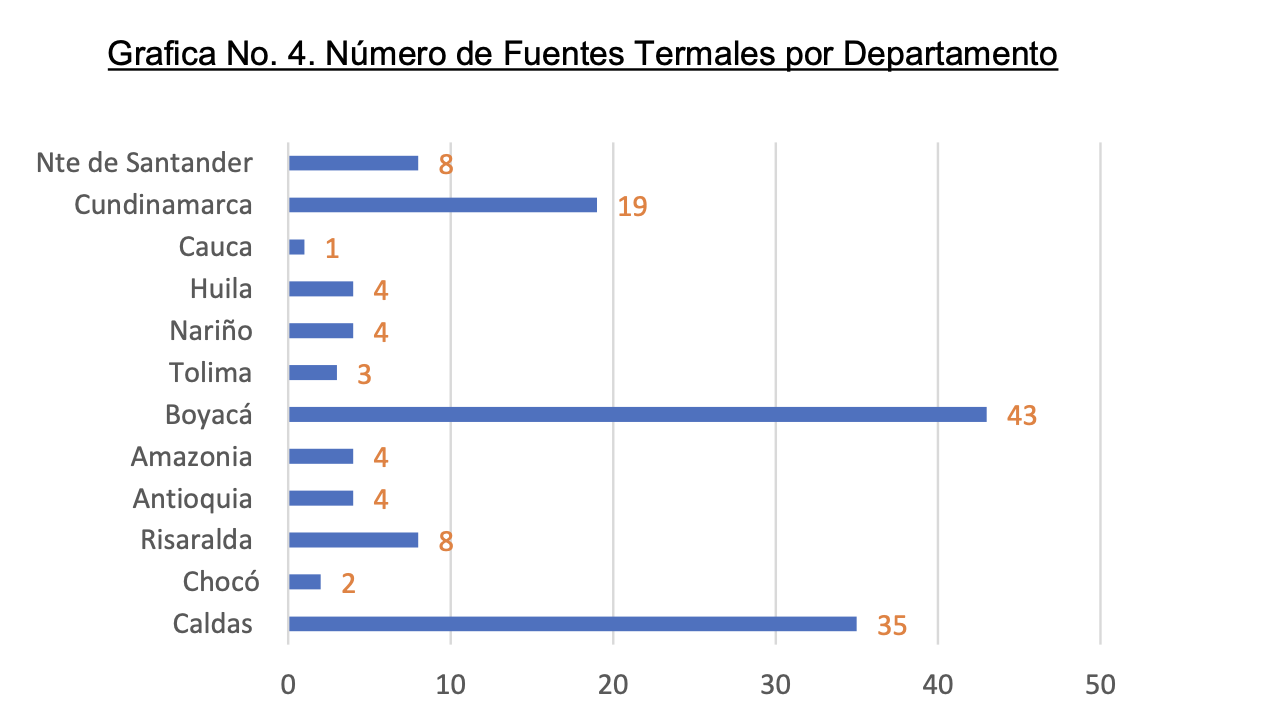 Grafica No. 4. Número de Fuentes Termales por Departamento
Nte de Santander 8
Cundinamarca 19
Cauca 1
Huila 4
Nariño 4
Tolima 3
Boyacá 43
Amazonia 4
Antioquia 4
Risaralda 8
Chocó 2
Caldas 35
0 10 20 30 40 50